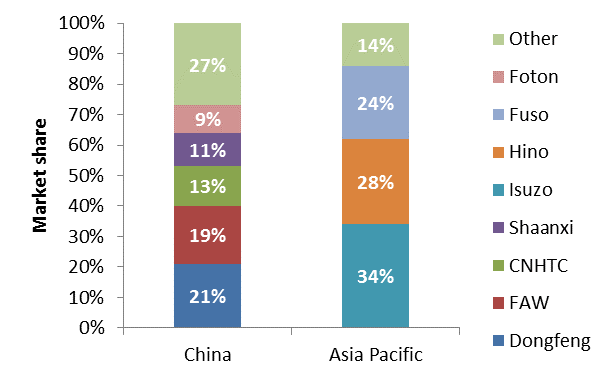 Market share
100%
90%
80%
70%
60%
50%
40%
30%
20%
10%
0%
27%
9%
11%
13%
19%
21%
14%
24%
28%
34%
China
Asia Pacific
Other
Foton
Fuso
Hino
Isuzo
Shaanxi
CNHTC
FAW
Dongfeng